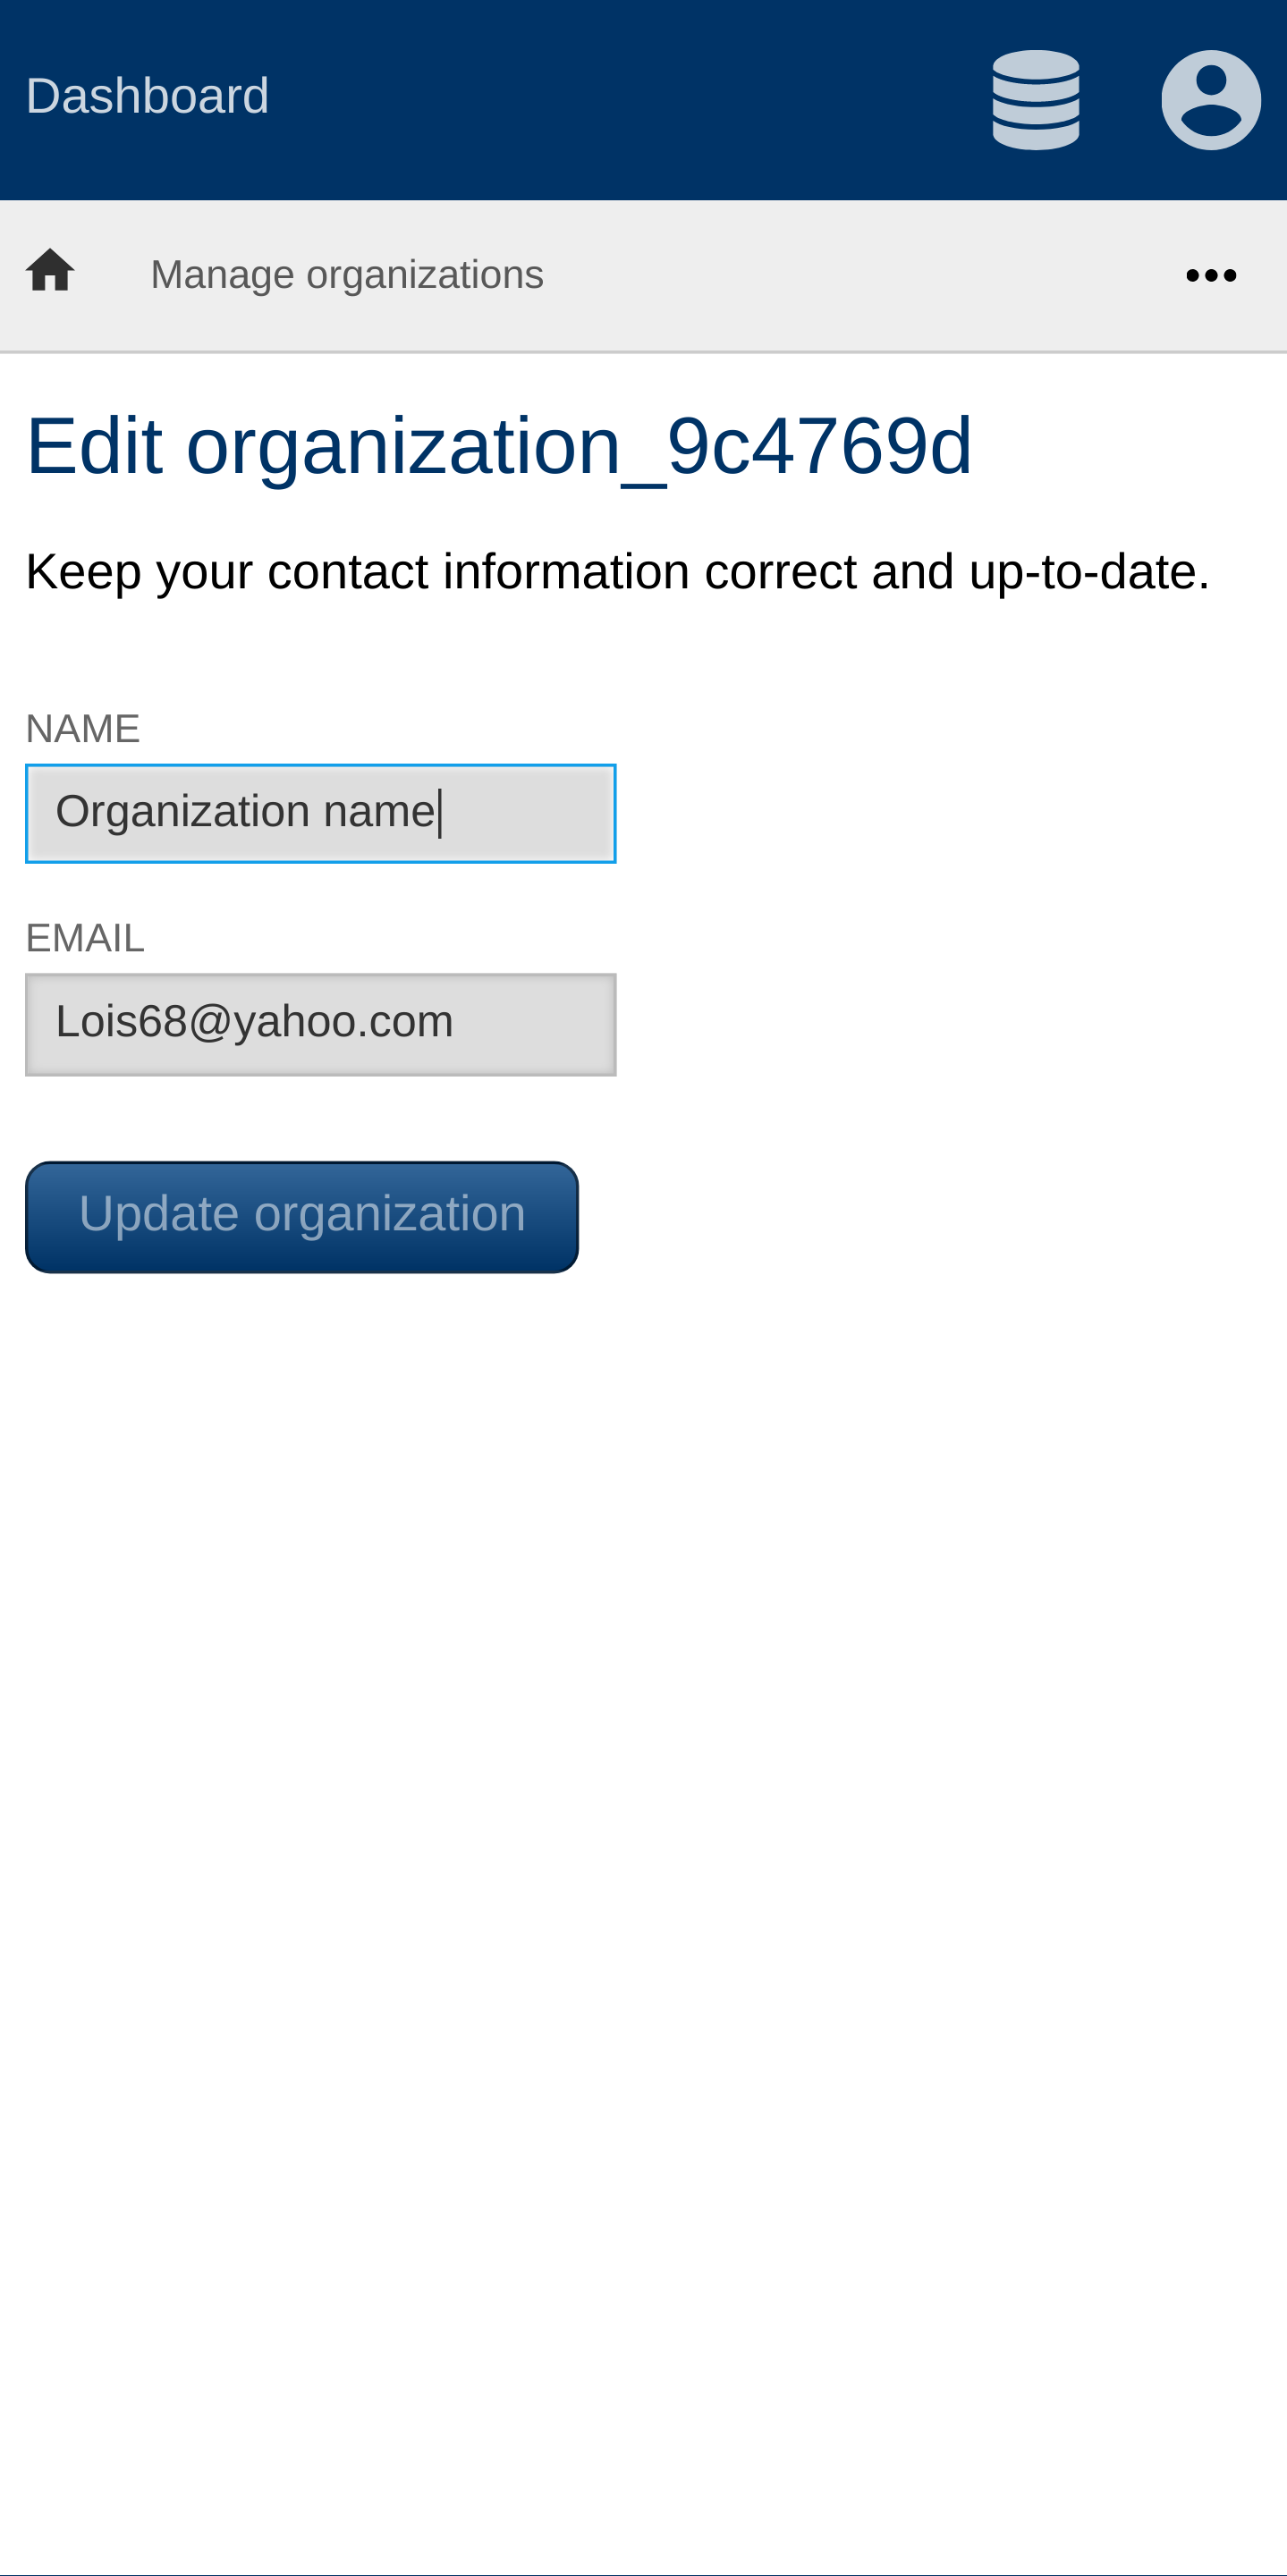 Dashboard
Manage organizations
Edit organization_9c4769d
Keep your contact information correct and up-to-date.
NAME
Organization name
EMAIL
Lois68@yahoo.com
Update organization